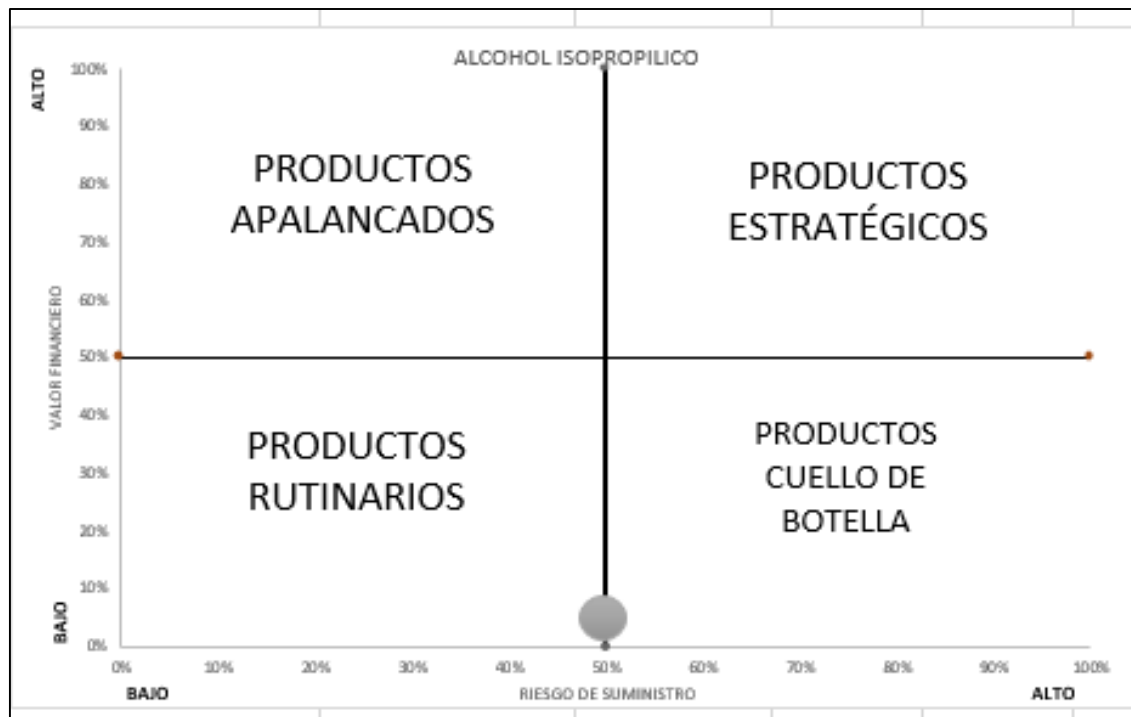 ALCOHOL ISOPROPILICO
ALTO
100%
90%
80%
70%
60%
50%
40%
30%
20%
10%
0%
BAJO
VALOR FINANCIERO
PRODUCTOS
APALANCADOS
PRODUCTOS
ESTRATÉGICOS
PRODUCTOS
RUTINARIOS
PRODUCTOS
CUELLO DE
BOTELLA
0% 10% 20% 30% 40% 50% 60% 70% 80% 90% 100%
BAJO RIESGO DE SUMINISTRO ALTO